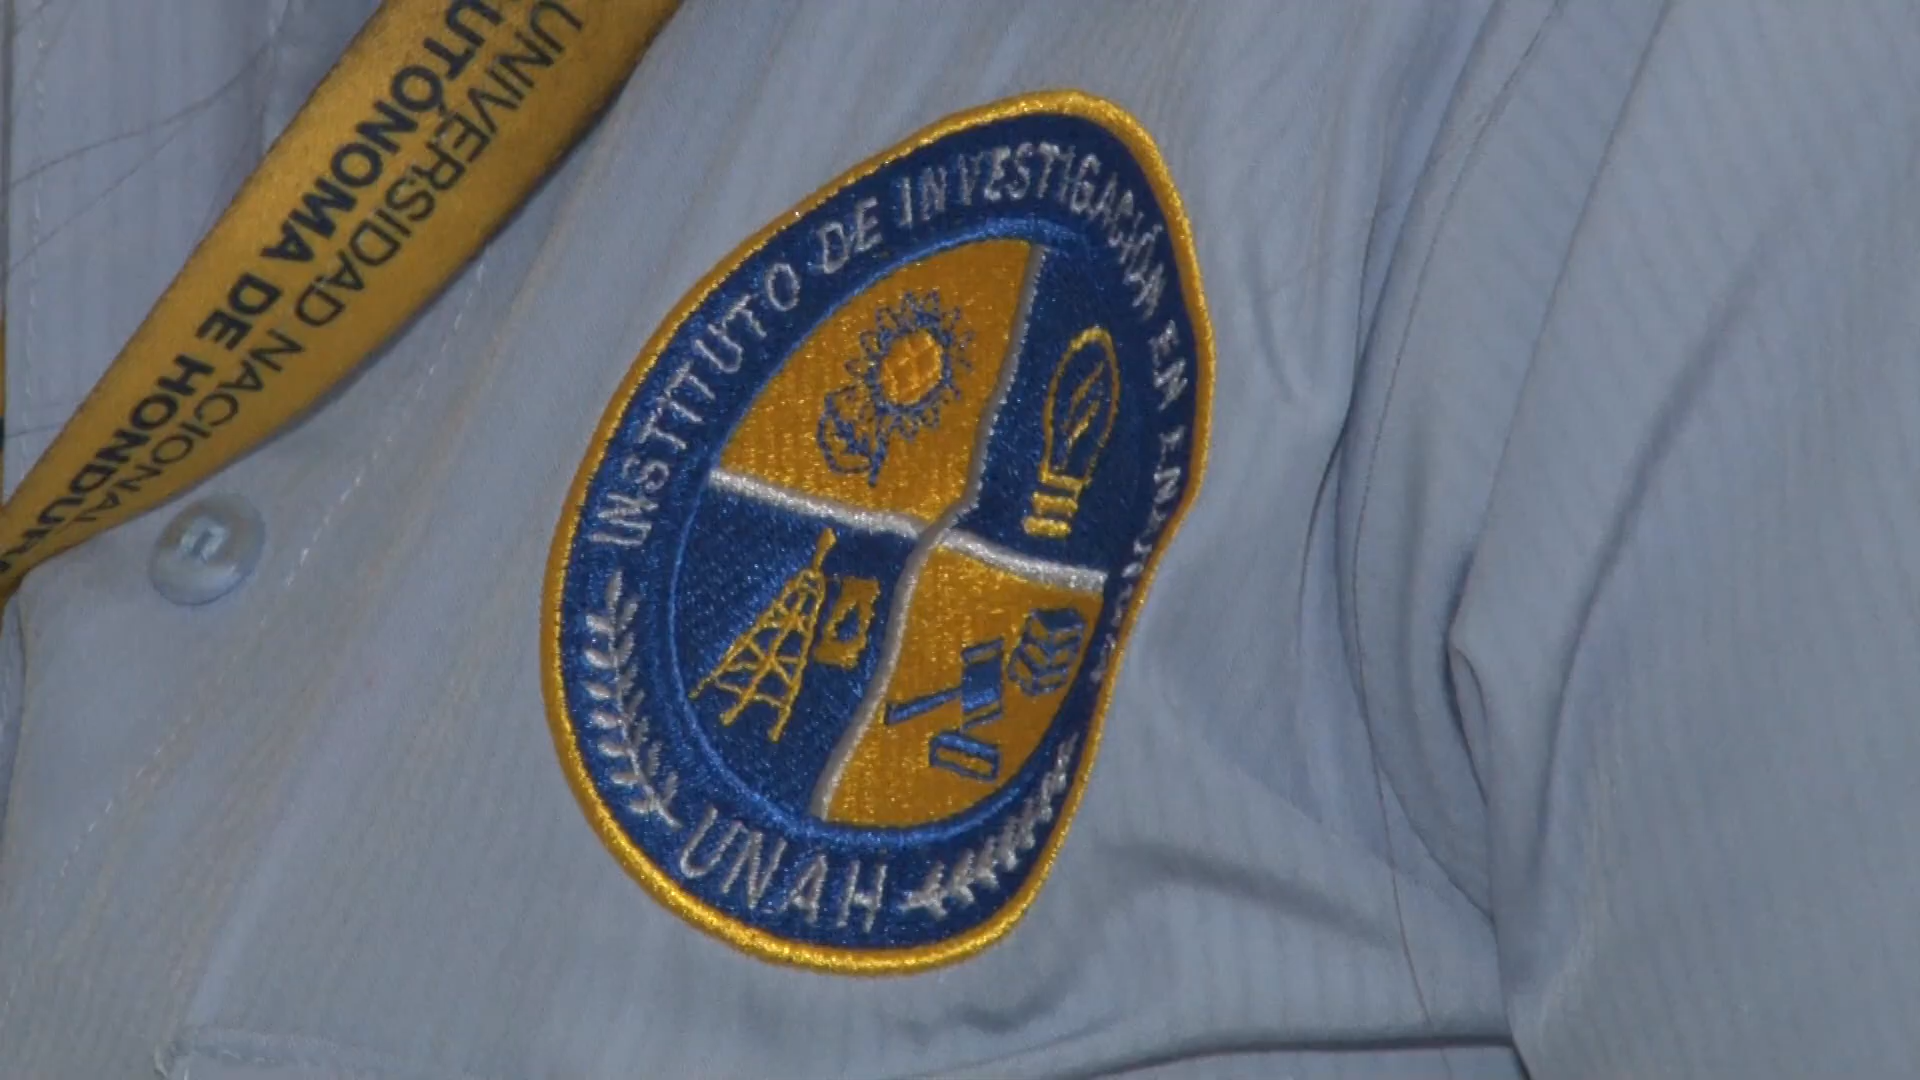 UNIVERSIDAD NACIONAL
AUTÓNOMA DE HONDURAS
INSTITUTO DE INVESTIGACIÓN EN
UNAH